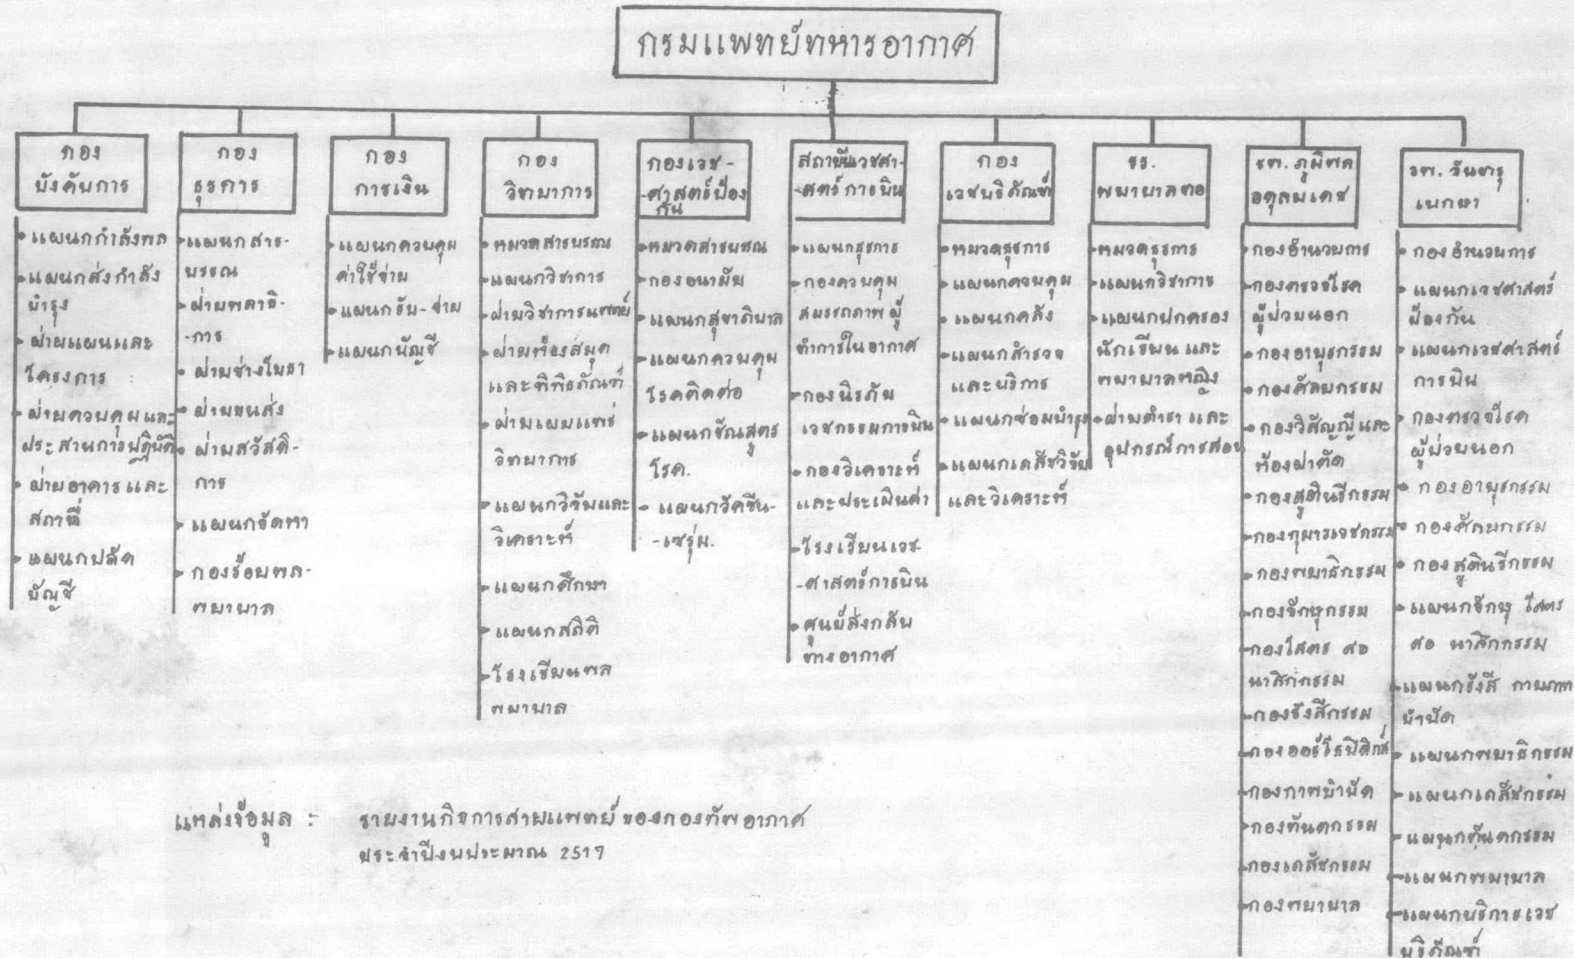 กรมแพทย์ทหารอากาศ
กอง
บังคับการ
• แผนกกำลังพล
• แผนกส่งกำลัง
บำรุง
• ฝ่ายแผนและ
โครงการ
• ฝ่ายควบคุมและ
ประสานการปฏิบัติ
• ฝ่ายอาคารและ
สถานที่
• แผนกปลัด
บัญชี
กอง
ธุรการ
• แผนกสาร-
บรรณ
• ฝ่ายพลาธิ-
-การ
• ฝ่ายช่างโยธา
• ฝ่ายขนส่ง
• ฝ่ายสวัสดิ-
การ
• แผนกจัดหา
• กองร้อยพล-
พยาบาล
กอง
การเงิน
• แผนกควบคุม
ค่าใช้จ่าย
• แผนกรับ-จ่าย
• แผนกบัญชี
กอง
วิทยาการ
• หมวดสารบรรณ
• แผนกวิชาการ
• ฝ่ายวิชาการแพทย์
• ฝ่ายห้องสมุด
และพิพิธภัณฑ์
• ฝ่ายเผยแพร่
วิทยาการ
• แผนกวิจัยและ
วิเคราะห์
• แผนกศึกษา
• แผนกสถิติ
• โรงเรียนพล
พยาบาล
กองเวช-
-ศาสตร์ป้อง
กัน
• หมวดสารบรรณ
• กองอนามัย
• แผนกสุขาภิบาล
• แผนกควบคุม
โรคติดต่อ
• แผนกชัณสูตร
โรค.
• แผนกวัคซีน-
-เซรุ่ม.
สถาบันเวชศา-
-สตร์การบิน
• แผนกธุรการ
• กองควบคุม
สมรรถภาพผู้
ทำการในอากาศ
• กองนิรภัย
เวชกรรมการบิน
• กองวิเคราะห์
และประเมินค่า
• โรงเรียนเวช-
-ศาสตร์การบิน
• ศูนย์ส่งกลับ
ทางอากาศ
กอง
เวชบริภัณฑ์
• หมวดธุรการ
• แผนกควบคุม
• แผนกคลัง
• แผนกสำรวจ
และบริการ
• แผนกซ่อมบำรุง
• แผนกเภสัชวิจัย
และวิเคราะห์
รร.
พยาบาลทอ
• หมวดธุรการ
• แผนกวิชาการ
• แผนกปกครอง
นักเรียนและ
พยาบาลหญิง
• ฝ่ายตำรา และ
อุปกรณ์การสอน
รพ. ภูมิพล
อดุลยเดช
• กองอำนวยการ
• กองตรวจโรค
ผู้ป่วยนอก
• กองอายุรกรรม
• กองศัลยกรรม
• กองวิสัญญีและ
ห้องผ่าตัด
• กองสูตินรีกรรม
• กองกุมารเวชกรรม
• กองพยาธิกรรม
• กองจักษุกรรม
• กองโสตร ศอ
นาสิกกรรม
• กองรังสีกรรม
• กองออร์โธปิดิกส์
• กองกาพบำบัด
• กองทันตกรรม
• กองเภสัชกรรม
• กองพยาบาล
รพ. จันทรุ
เบกษา
• กองอำนวยการ
• แผนกเวชศาสตร์
ป้องกัน
• แผนกเวชศาสตร์
การบิน
• กองตรวจโรค
ผู้ป่วยนอก
• กองอายุรกรรม
• กองศัลยกรรม
• กองสูตินรีกรรม
• แผนกจักษุ โสตร
ศอ นาสิกกรรม
• แผนกรังสี กายภาพ
บำบัด
• แผนกพยาธิกรรม
• แผนกเภสัชกรรม
• แผนกทันตกรรม
• แผนกพยาบาล
• แผนกบริการเวช
บริภัณฑ์
แหล่งข้อมูล : รายงานกิจการสายแพทย์ของกองทัพอากาศ
ประจำปีงบประมาณ 2517